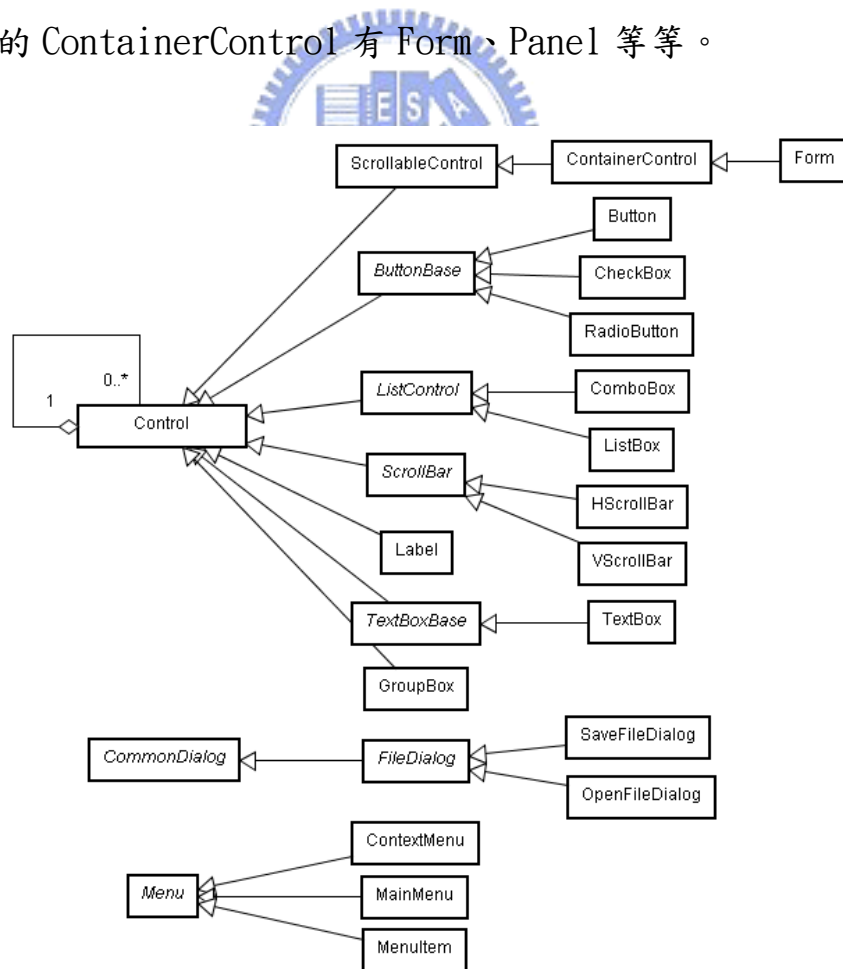 的 ContainerControl 有 Form、Panel 等等。
E S A
ScrollableControl
ContainerControl
Form
Button
ButtonBase
CheckBox
RadioButton
0..*
1
Control
ListControl
ComboBox
ListBox
ScrollBar
HScrollBar
VScrollBar
Label
TextBoxBase
TextBox
GroupBox
CommonDialog
FileDialog
SaveFileDialog
OpenFileDialog
ContextMenu
Menu
MainMenu
MenuItem